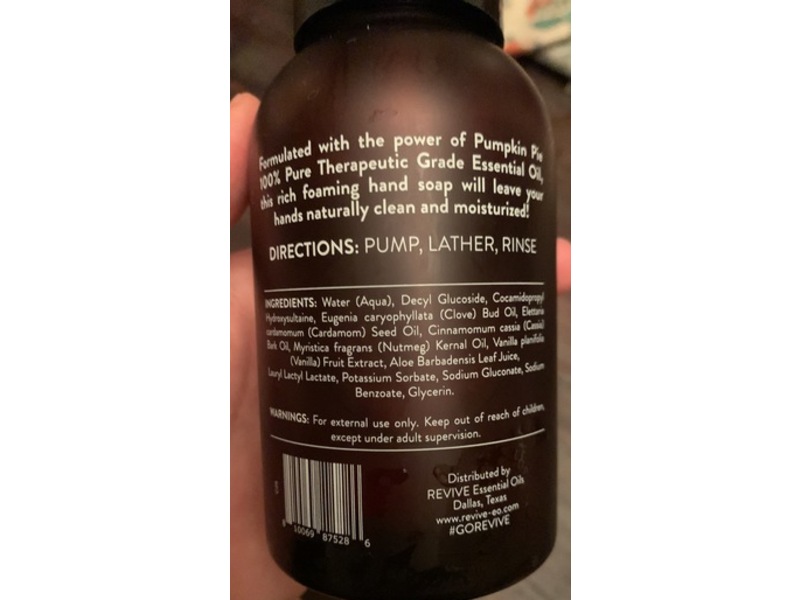 Formulated with the power of Pumpkin Pie
100% Pure Therapeutic Grade Essential Oil,
this rich foaming hand soap will leave your
hands naturally clean and moisturized!
DIRECTIONS: PUMP, LATHER, RINSE
INGREDIENTS: Water (Aqua), Decyl Glucoside, Cocamidopropyl
Hydroxysultaine, Eugenia caryophyllata (Clove) Bud Oil, Elettaria
cardamomum (Cardamom) Seed Oil, Cinnamomum cassia (Cassia)
Bark Oil, Myristica fragrans (Nutmeg) Kernal Oil, Vanilla planifolia
(Vanilla) Fruit Extract, Aloe Barbadensis Leaf Juice,
Lauryl Lactyl Lactate, Potassium Sorbate, Sodium Gluconate, Sodium
Benzoate, Glycerin.
WARNINGS: For external use only. Keep out of reach of children,
except under adult supervision.
10069 87528 6
Distributed by
REVIVE Essential Oils
Dallas, Texas
www.revive-eo.com
#GOREVIVE